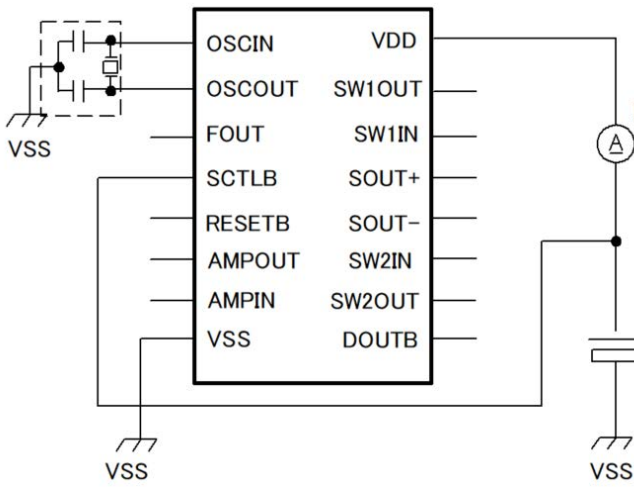 OSCIN
VDD
OSCOUT
SW1OUT
FOUT
SW1IN
A
VSS
SCTLB
SOUT+
RESETB
SOUT-
AMPOUT
SW2IN
AMPIN
SW2OUT
VSS
DOUTB
VSS
VSS